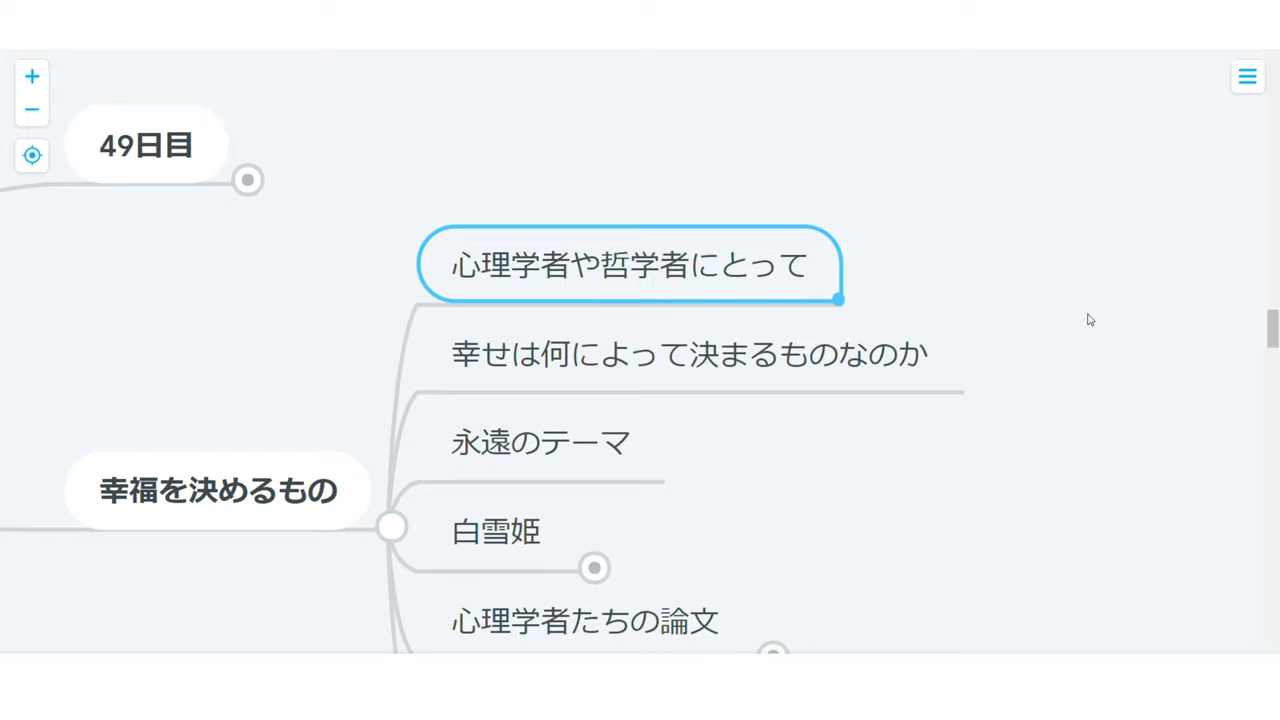 49日目
心理学者や哲学者にとって
幸せは何によって決まるものなのか
永遠のテーマ
幸福を決めるもの
白雪姫
心理学者たちの論文